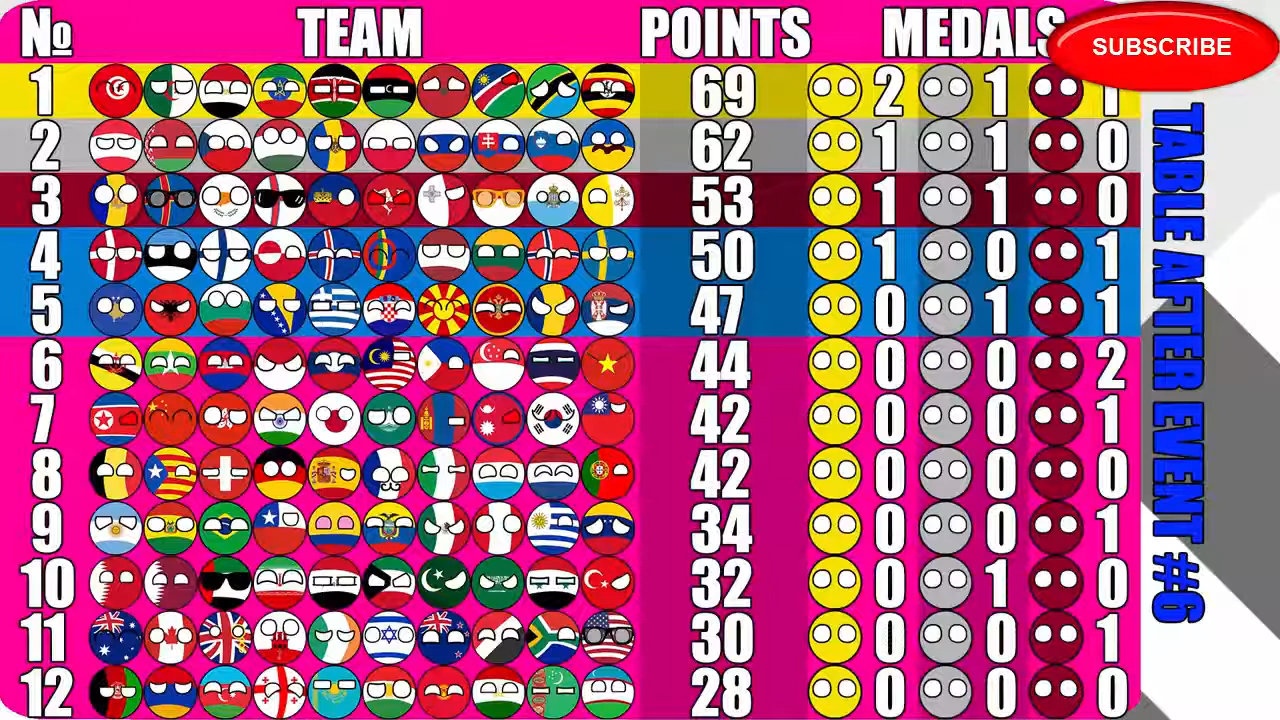 № TEAM POINTS MEDALS
SUBSCRIBE
1 69 2 1 1
2 62 1 1 0
3 53 1 1 0
4 50 1 0 1
5 47 0 1 1
6 44 0 0 2
7 42 0 0 1
8 42 0 0 0
9 34 0 0 1
10 32 0 1 0
11 30 0 0 1
12 28 0 0 0
TABLE AFTER EVENT #6